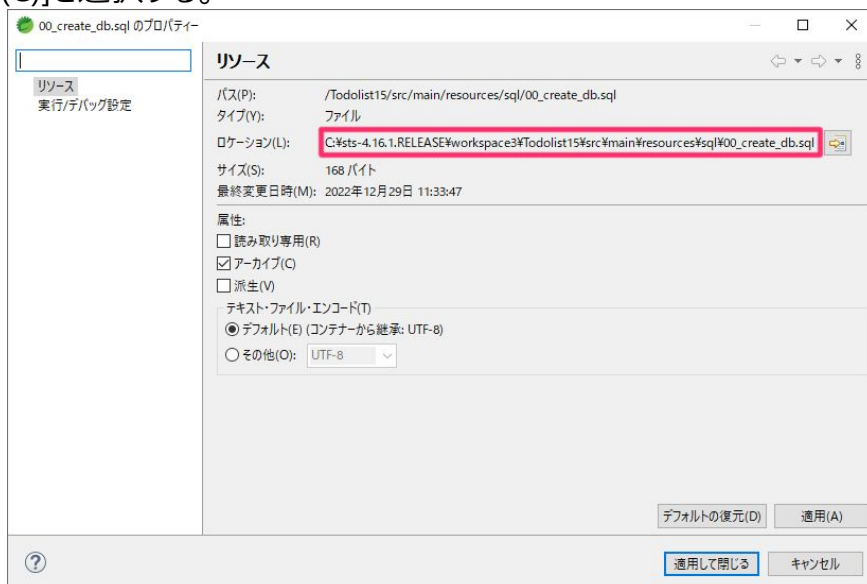 (C)]を選択する。
00_create_db.sql のプロパティー
リソース
実行/デバッグ設定
リソース
パス(P): /Todolist15/src/main/resources/sql/00_create_db.sql
タイプ(Y): ファイル
ロケーション(L): C:¥sts-4.16.1.RELEASE¥workspace3¥Todolist15¥src¥main¥resources¥sql¥00_create_db.sql
サイズ(S): 168 バイト
最終変更日時(M): 2022年12月29日 11:33:47
属性:
読み取り専用(R)
アーカイブ(C)
派生(V)
テキスト・ファイル・エンコード(T)
デフォルト(E) (コンテナーから継承: UTF-8)
その他(O): UTF-8
デフォルトの復元(D) 適用(A)
? 適用して閉じる キャンセル